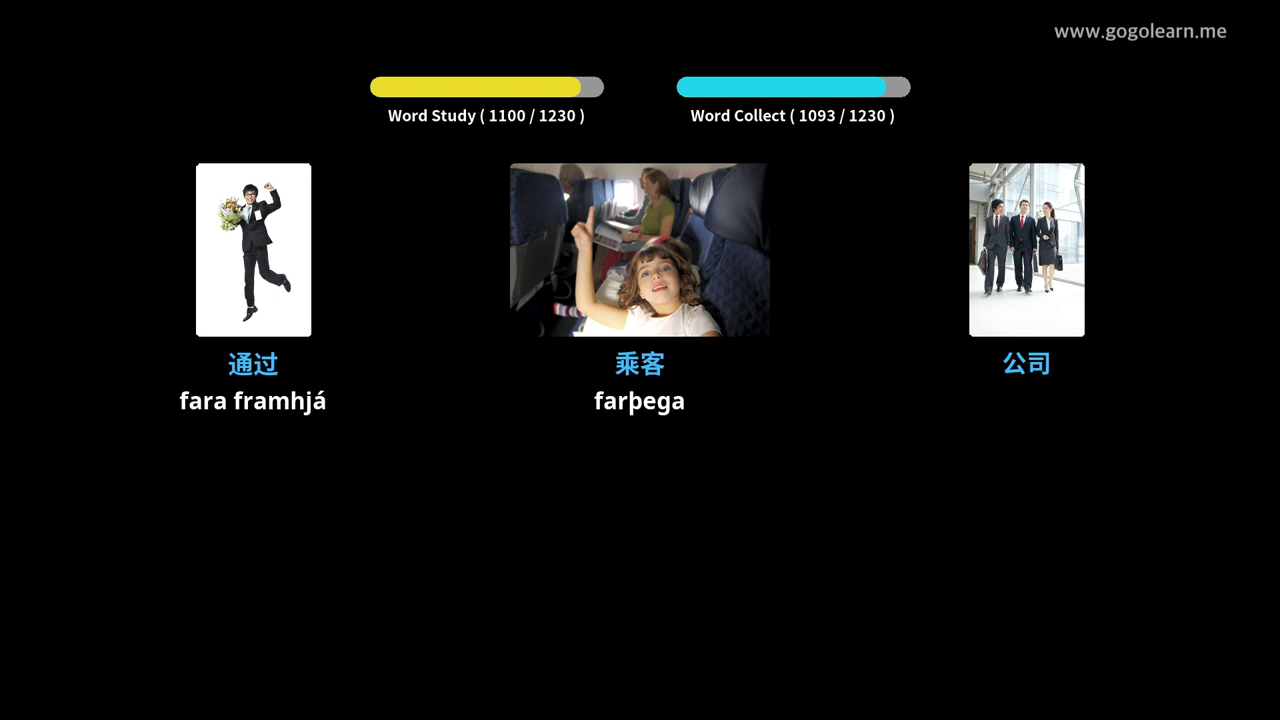 www.gogolearn.me
Word Study ( 1100 / 1230 )
Word Collect ( 1093 / 1230 )
通过
乘客
公司
fara framhjá
farþega